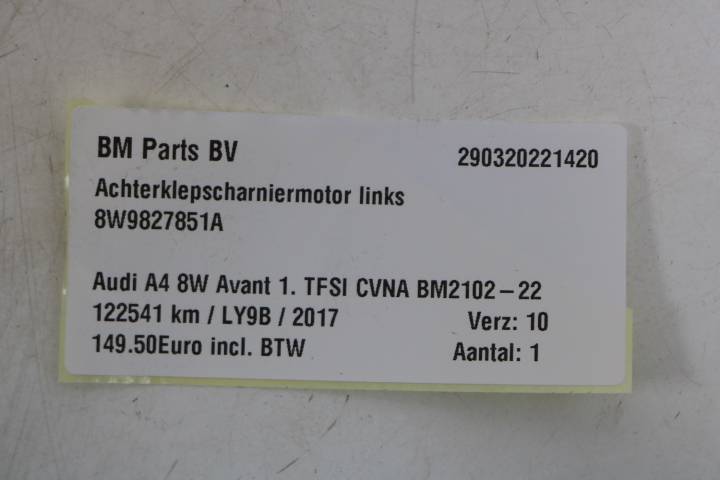 BM Parts BV 290320221420
Achterklepscharniermotor links
8W9827851A
Audi A4 8W Avant 1. TFSI CVNA BM2102-22
122541 km / LY9B / 2017 Verz: 10
149.50Euro incl. BTW Aantal: 1